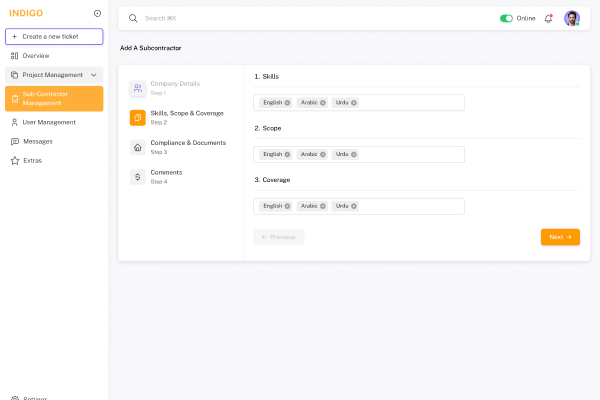 INDIGO
Create a new ticket
Overview
Project Management
Sub-Contractor
Management
User Management
Messages
Extras
Settings
Search ⌘K
Online
Add A Subcontractor
Company Details
Step 1
Skills, Scope & Coverage
Step 2
Compliance & Documents
Step 3
Comments
Step 4
1. Skills
English Arabic Urdu
2. Scope
English Arabic Urdu
3. Coverage
English Arabic Urdu
← Previous
Next →